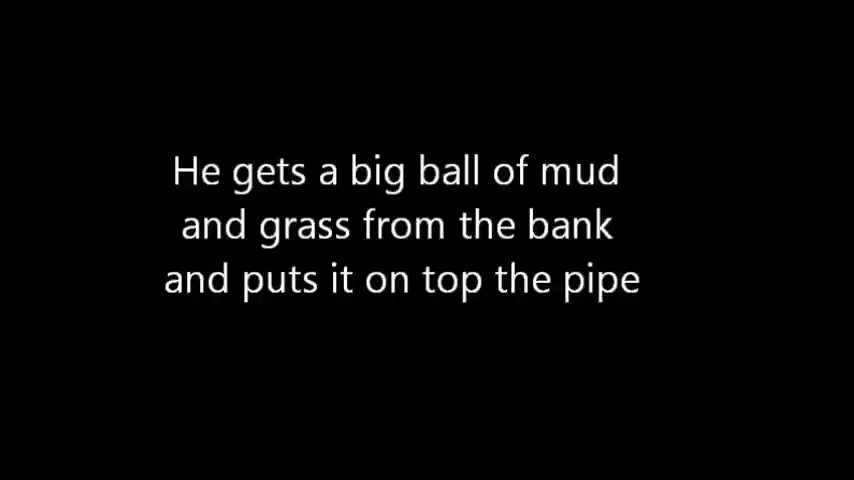 He gets a big ball of mud
and grass from the bank
and puts it on top the pipe